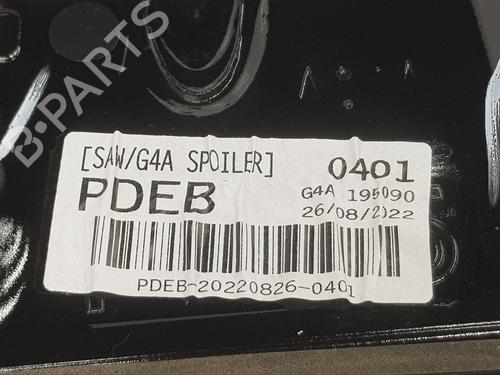 B-PARTS
[SAW/G4A SPOILER]
0401
PDEB
G4A 195090
26/08/2022
PDEB-20220826-0401